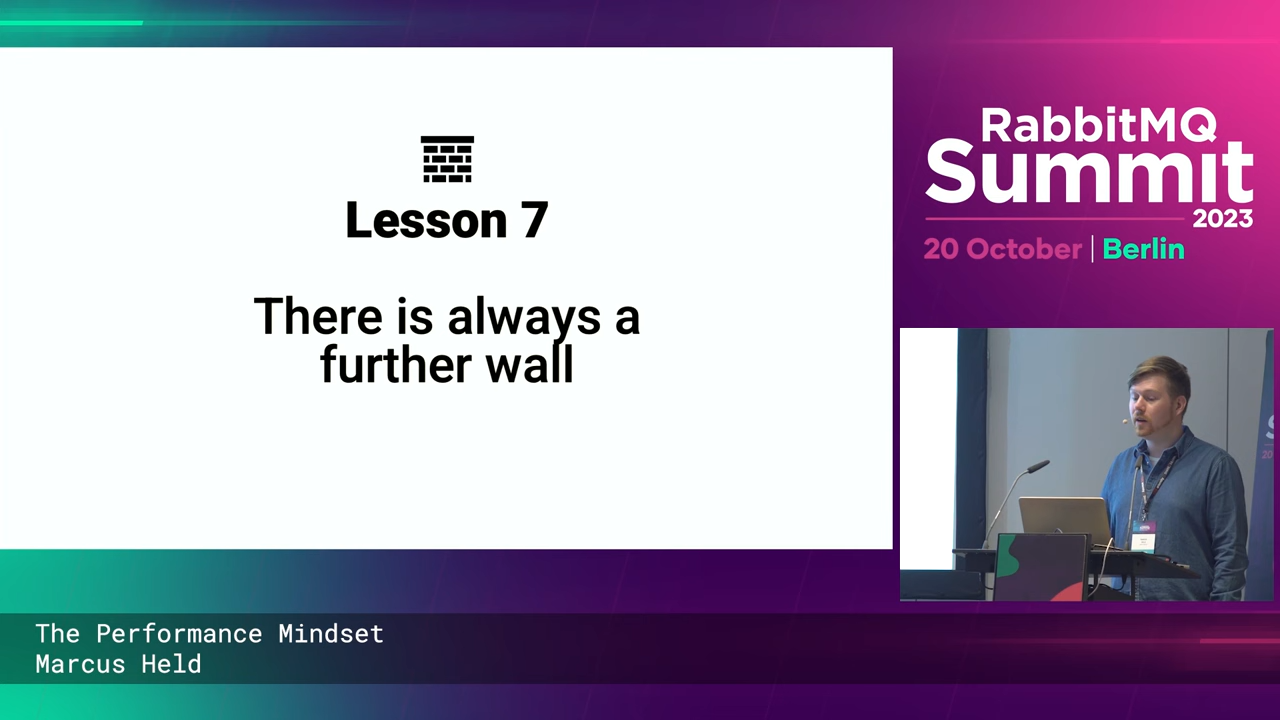 Lesson 7
There is always a
further wall
RabbitMQ
Summit
2023
20 October | Berlin
The Performance Mindset
Marcus Held